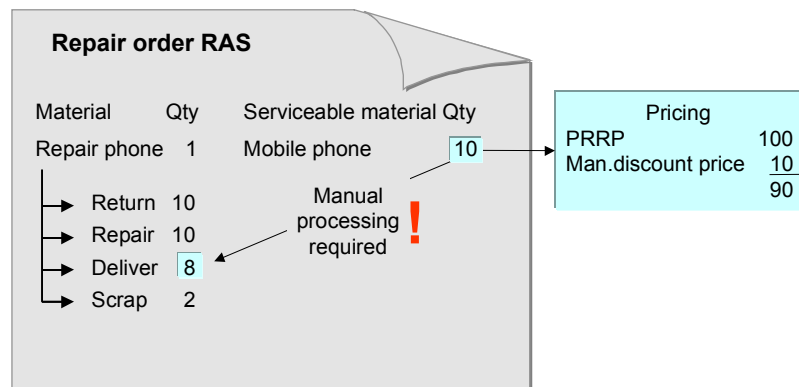 Repair order RAS
Material Qty Serviceable material Qty
Repair phone 1 Mobile phone 10
Return 10
Repair 10
Deliver 8
Scrap 2
Manual
processing
required
!
Pricing
PRRP 100
Man.discount price 10
90